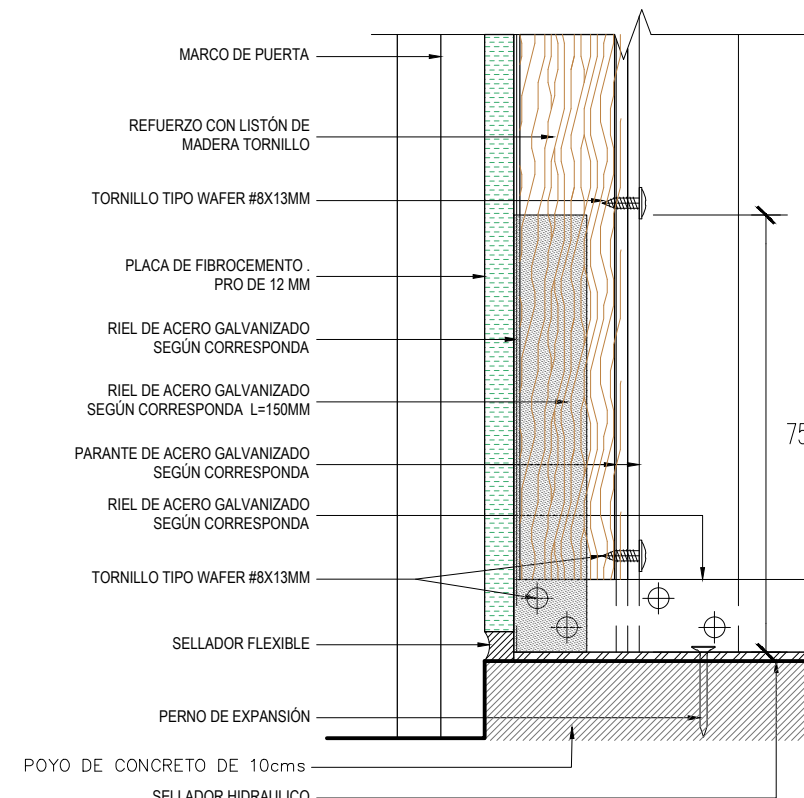 MARCO DE PUERTA
REFUERZO CON LISTÓN DE
MADERA TORNILLO
TORNILLO TIPO WAFER #8X13MM
PLACA DE FIBROCEMENTO .
PRO DE 12 MM
RIEL DE ACERO GALVANIZADO
SEGÚN CORRESPONDA
RIEL DE ACERO GALVANIZADO
SEGÚN CORRESPONDA L=150MM
75
PARANTE DE ACERO GALVANIZADO
SEGÚN CORRESPONDA
RIEL DE ACERO GALVANIZADO
SEGÚN CORRESPONDA
TORNILLO TIPO WAFER #8X13MM
SELLADOR FLEXIBLE
PERNO DE EXPANSIÓN
POYO DE CONCRETO DE 10cms
SELLADOR HIDRAULICO